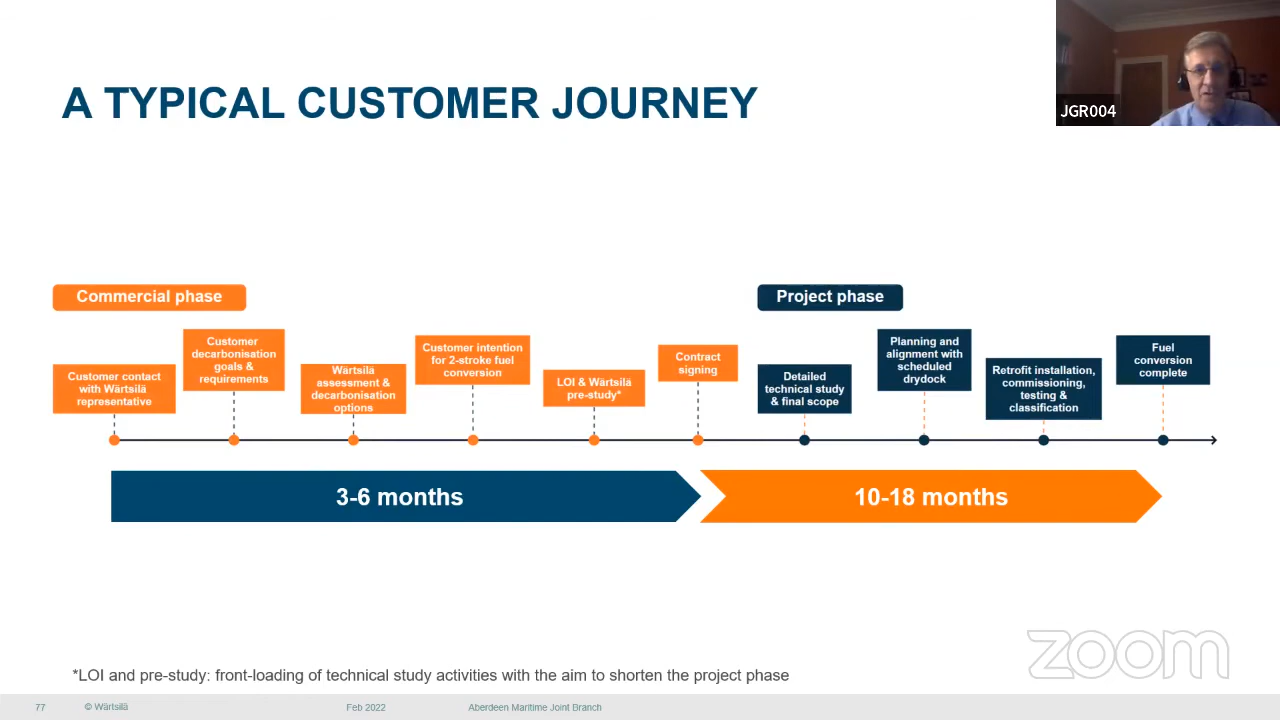 A TYPICAL CUSTOMER JOURNEY
JGR004
Commercial phase
Customer contact
with Wärtsilä
representative
Customer
decarbonisation
goals &
requirements
Wärtsilä
assessment &
decarbonisation
options
Customer intention
for 2-stroke fuel
conversion
LOI & Wärtsilä
pre-study*
Contract
signing
Project phase
Detailed
technical study
& final scope
Planning and
alignment with
scheduled
drydock
Retrofit installation,
commissioning,
testing &
classification
Fuel
conversion
complete
3-6 months
10-18 months
zoom
*LOI and pre-study: front-loading of technical study activities with the aim to shorten the project phase
77 © Wärtsilä Feb 2022 Aberdeen Maritime Joint Branch